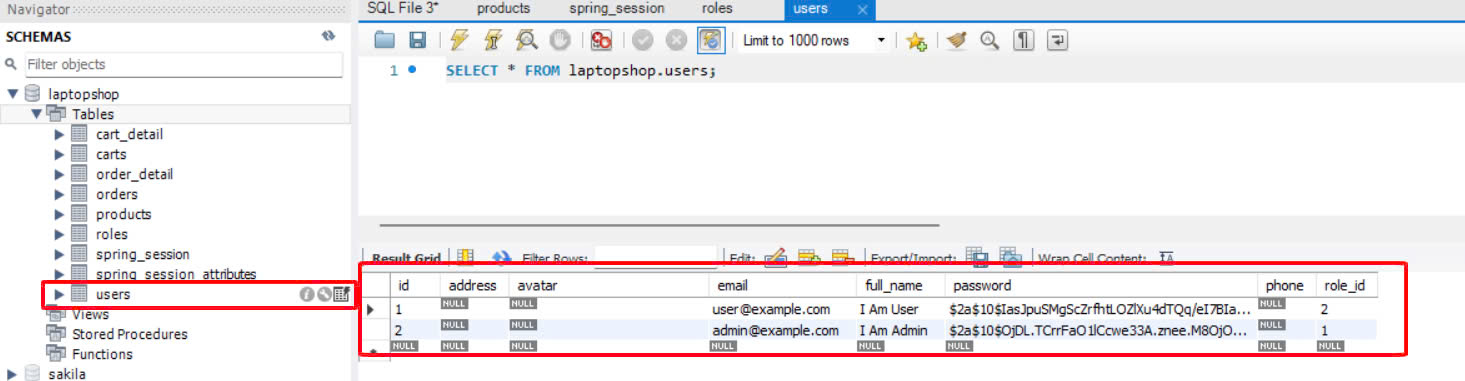 Navigator
SCHEMAS
Filter objects
laptopshop
Tables
cart_detail
carts
order_detail
orders
products
roles
spring_session
spring_session_attributes
users
Views
Stored Procedures
Functions
sakila
SQL File 3* products spring_session roles users
Limit to 1000 rows
1 SELECT * FROM laptopshop.users;
Result Grid Filter Rows: Edit: Export/Import: Wrap Cell Content: IA
id address avatar email full_name password phone role_id
1 NULL NULL user@example.com I Am User $2a$10$IasJpuSMgScZrfhtLOZlXu4dTQq/eI7BIa... NULL 2
2 NULL NULL admin@example.com I Am Admin $2a$10$OjDL.TCrrFaO1lCcwe33A.znee.M8OjO... NULL 1
NULL NULL NULL NULL NULL NULL NULL NULL